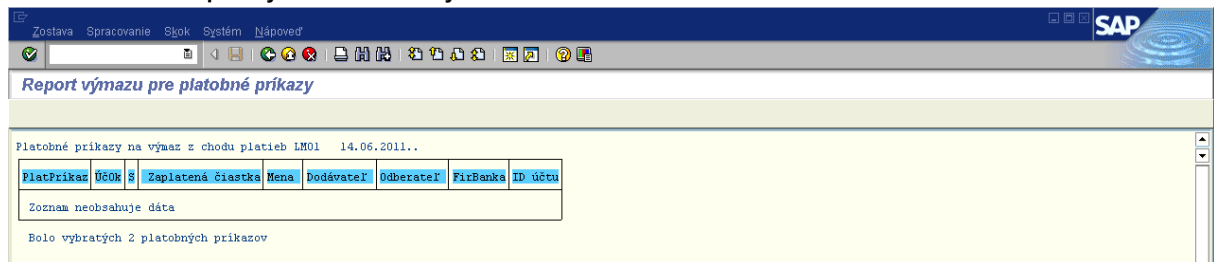 Zostava Spracovanie Skok Systém Nápoveď
SAP
Report výmazu pre platobné príkazy
Platobné príkazy na výmaz z chodu platieb LM01 14.06.2011..
PlatPríkaz ÚčOk S Zaplatená čiastka Mena Dodávateľ Odberateľ FirBanka ID účtu
Zoznam neobsahuje dáta
Bolo vybratých 2 platobných príkazov